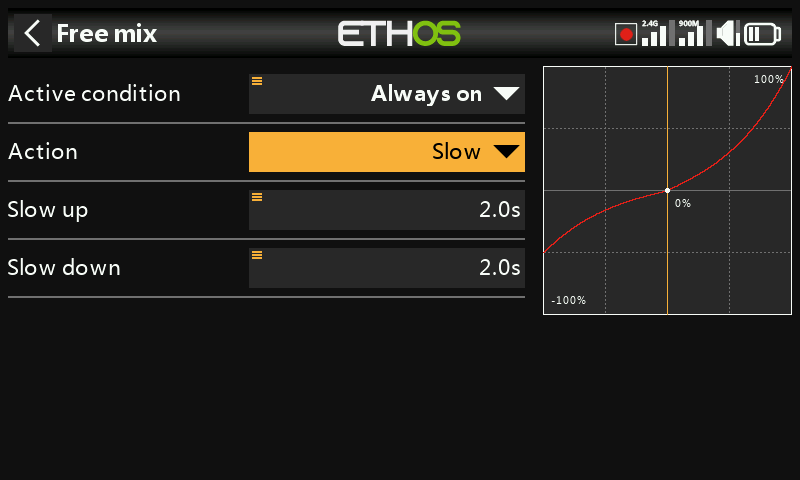 Free mix
ETHOS
2.4G
900M
Active condition
Always on
Action
Slow
Slow up
2.0s
Slow down
2.0s
100%
0%
-100%